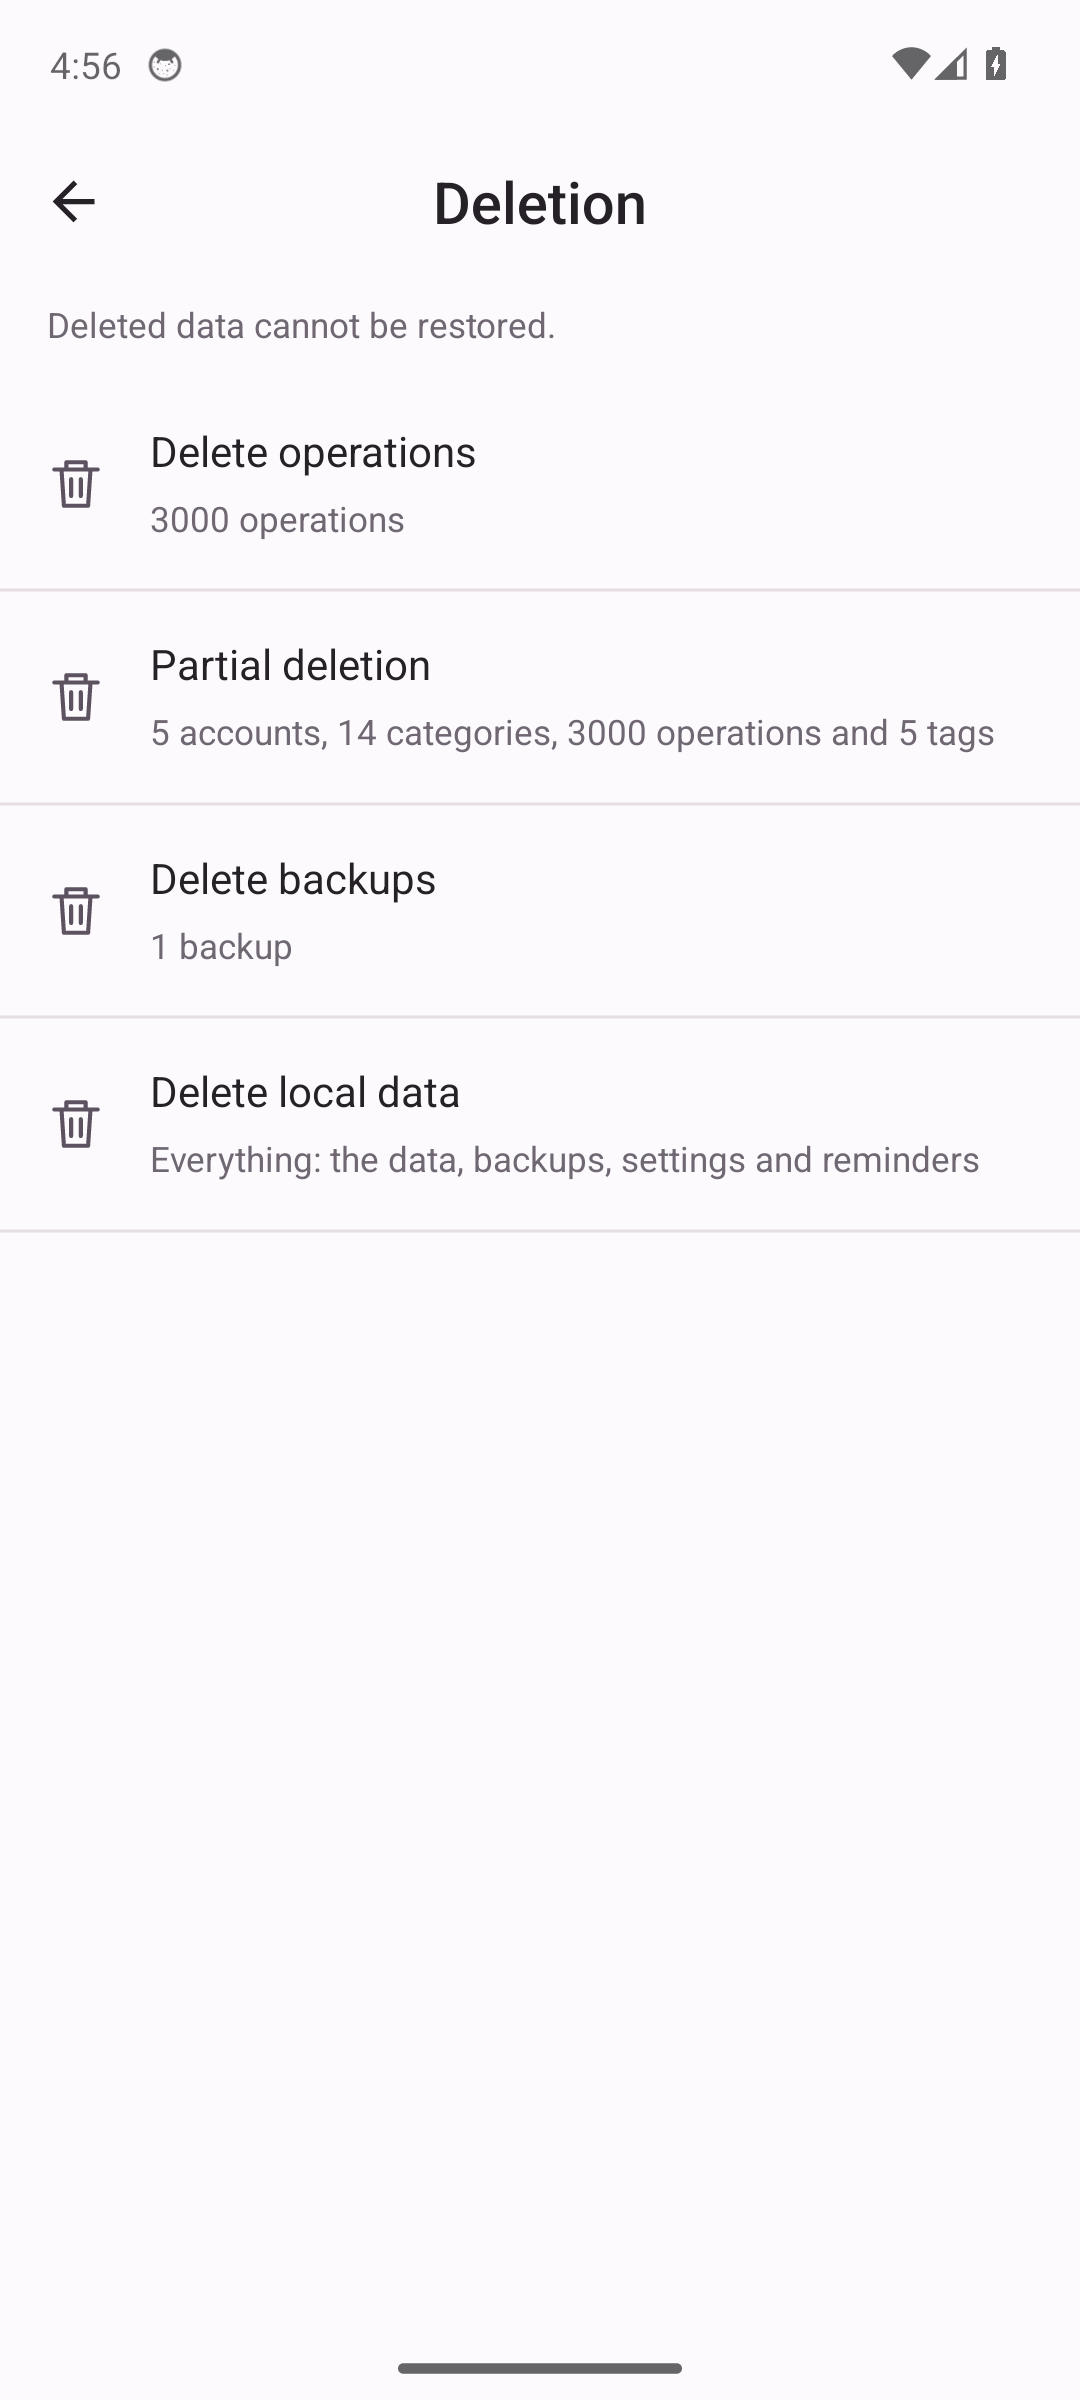 4:56
Deletion
Deleted data cannot be restored.
Delete operations
3000 operations
Partial deletion
5 accounts, 14 categories, 3000 operations and 5 tags
Delete backups
1 backup
Delete local data
Everything: the data, backups, settings and reminders